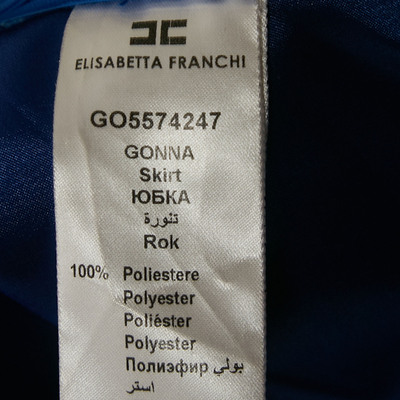 ELISABETTA FRANCHI
GO5574247
GONNA
Skirt
ЮБКА
تنورة
Rok
100% Poliestere
Polyester
Poliéster
Polyester
Полиэфир بولي
استر